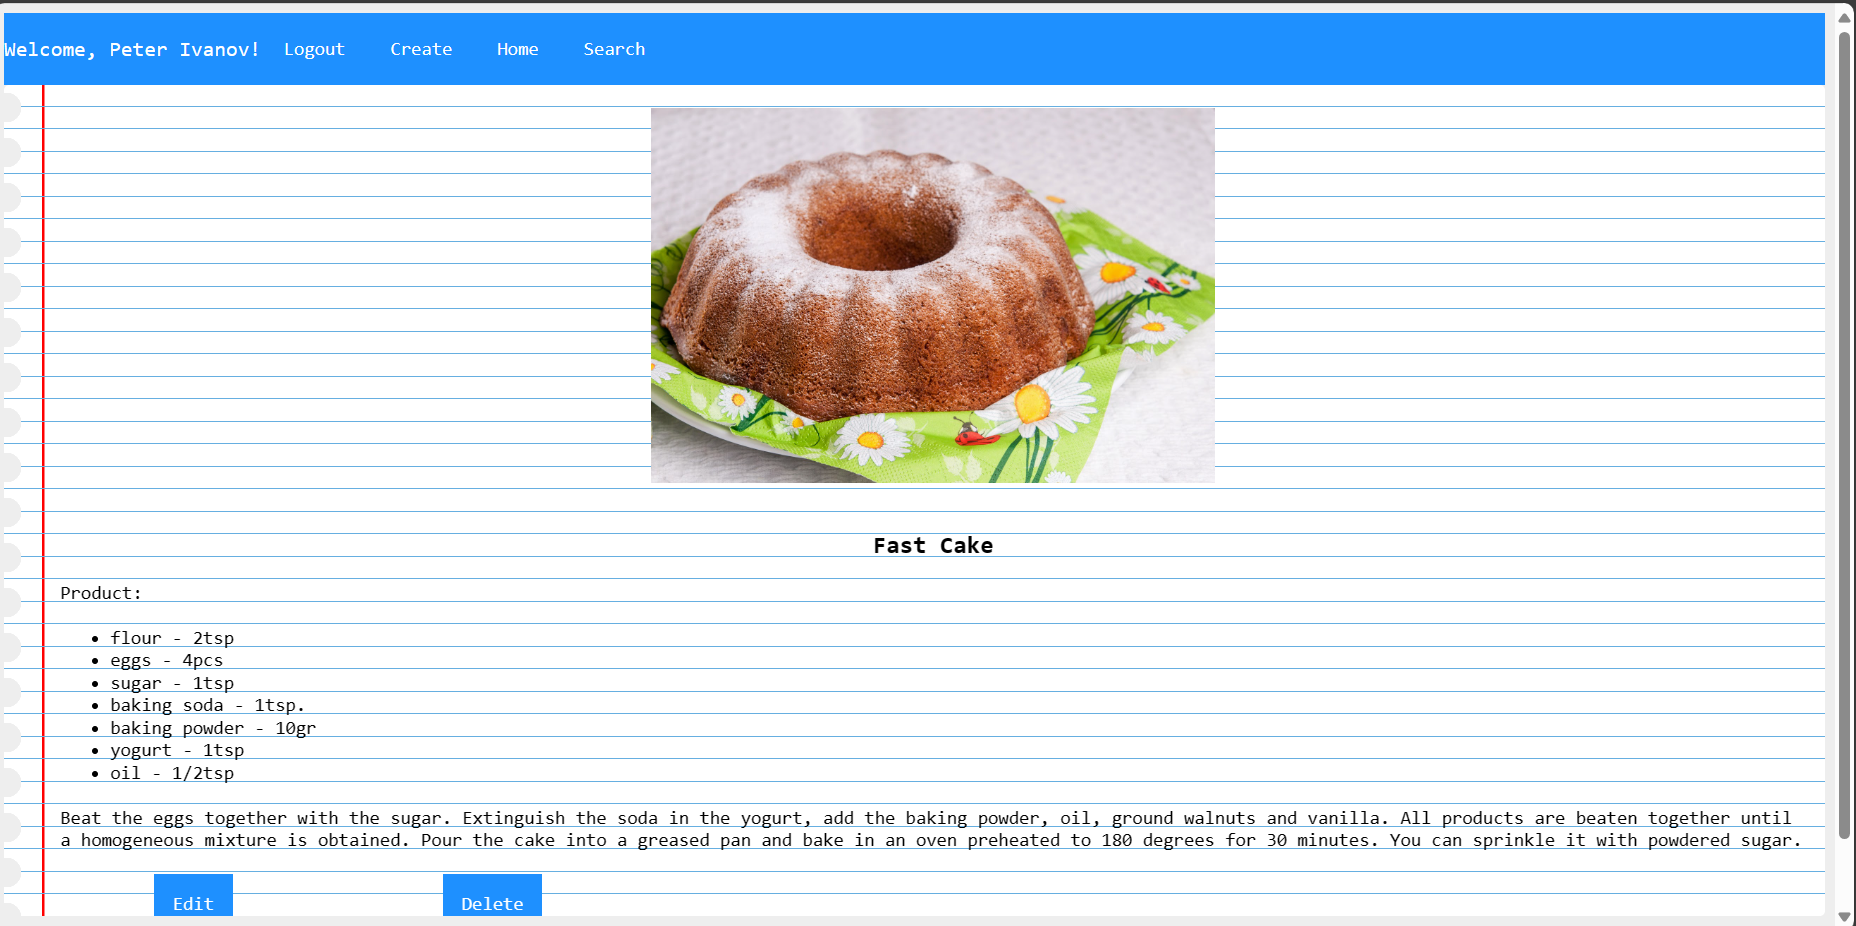 Welcome, Peter Ivanov! Logout Create Home Search
Fast Cake
Product:
flour - 2tsp
eggs - 4pcs
sugar - 1tsp
baking soda - 1tsp.
baking powder - 10gr
yogurt - 1tsp
oil - 1/2tsp
Beat the eggs together with the sugar. Extinguish the soda in the yogurt, add the baking powder, oil, ground walnuts and vanilla. All products are beaten together until
a homogeneous mixture is obtained. Pour the cake into a greased pan and bake in an oven preheated to 180 degrees for 30 minutes. You can sprinkle it with powdered sugar.
Edit Delete